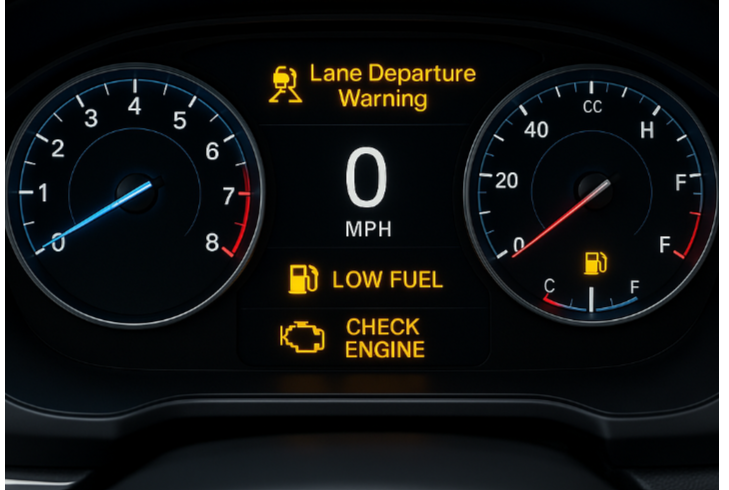 Lane Departure
Warning
0
1
2
3
4
5
6
7
8
0
MPH
LOW FUEL
CHECK
ENGINE
0
20
40
CC
H
F
F
C
F